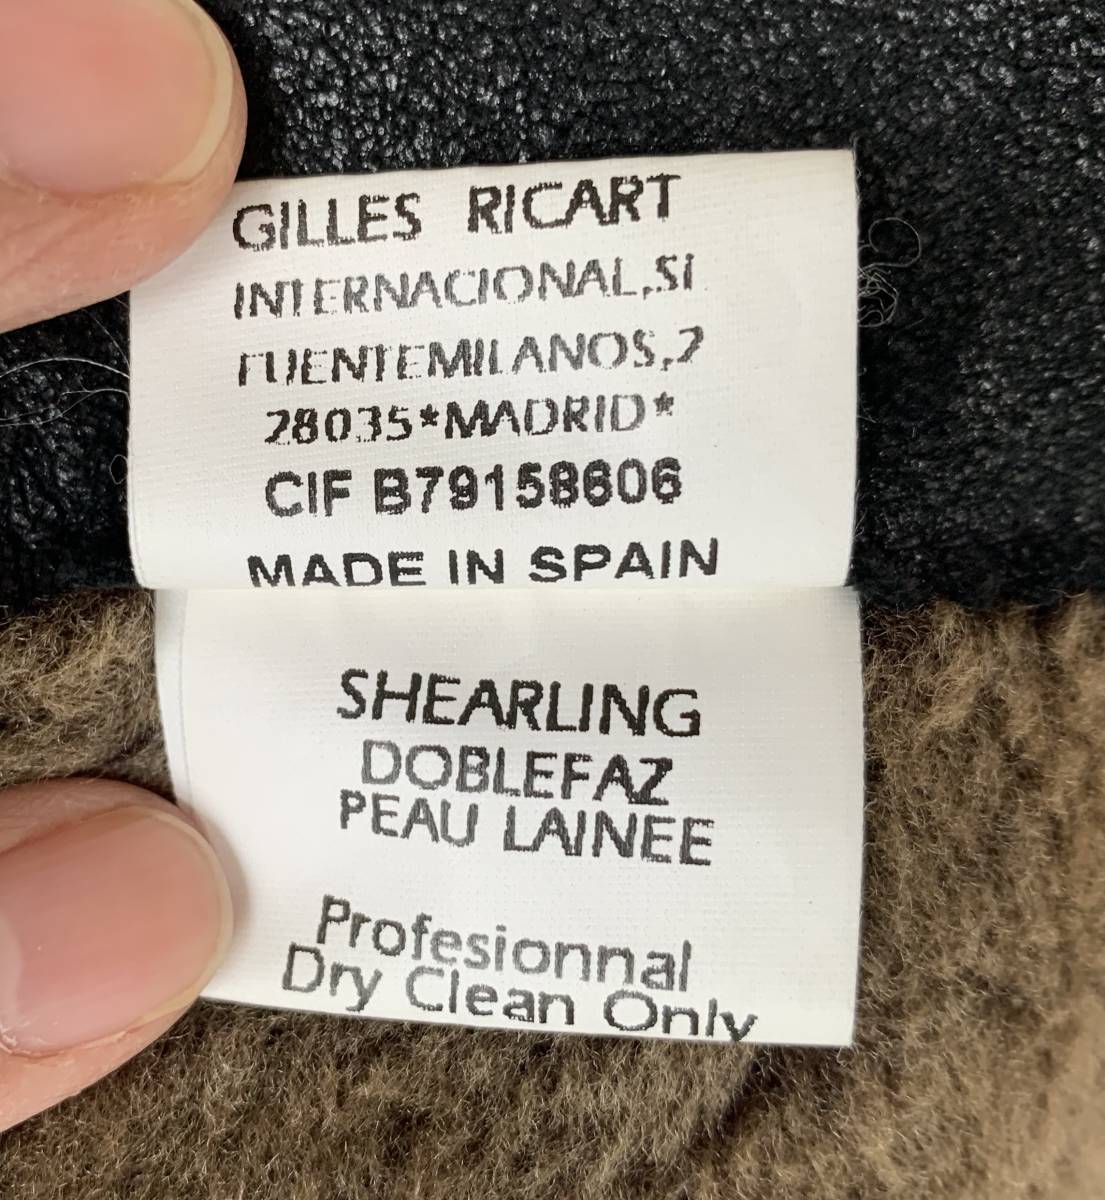 GILLES RICART
INTERNACIONAL,Sl
FUENTEMILANOS,2
28035*MADRID*
CIF B79158606
MADE IN SPAIN
SHEARLING
DOBLEFAZ
PEAU LAINEE
Profesionnal
Dry Clean Only